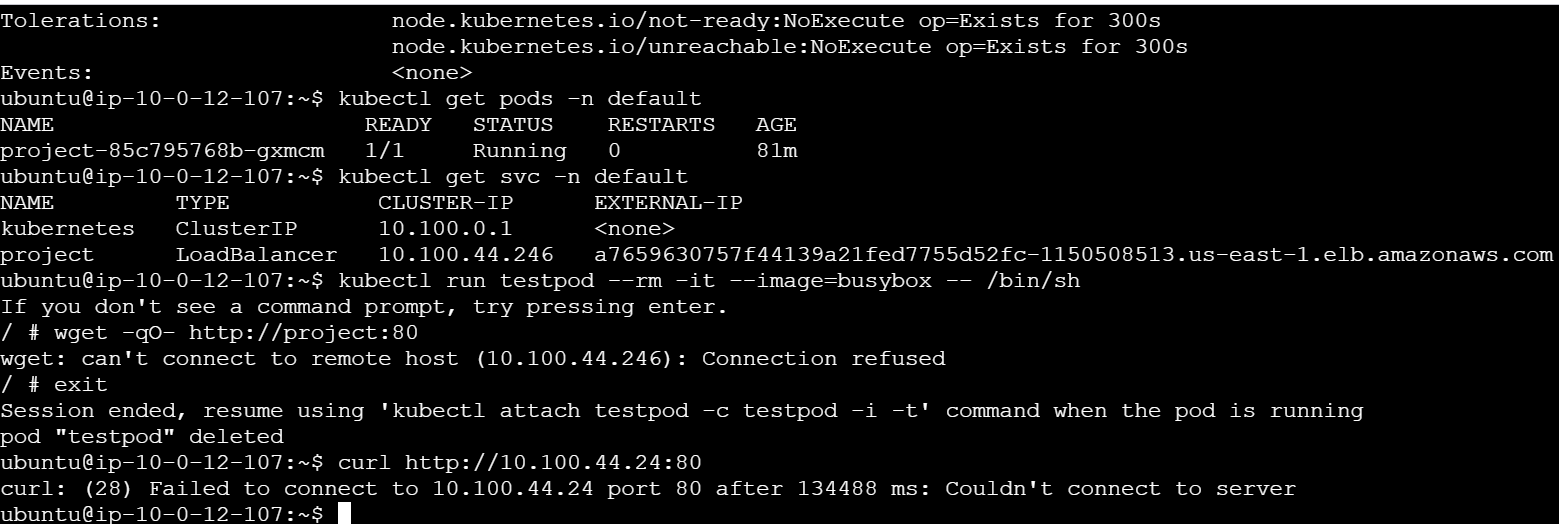 Tolerations:                 node.kubernetes.io/not-ready:NoExecute op=Exists for 300s
                             node.kubernetes.io/unreachable:NoExecute op=Exists for 300s
Events:                      <none>
ubuntu@ip-10-0-12-107:~$ kubectl get pods -n default
NAME                       READY   STATUS    RESTARTS   AGE
project-85c795768b-gxmcm   1/1     Running   0          81m
ubuntu@ip-10-0-12-107:~$ kubectl get svc -n default
NAME         TYPE           CLUSTER-IP      EXTERNAL-IP
kubernetes   ClusterIP      10.100.0.1      <none>
project      LoadBalancer   10.100.44.246   a7659630757f44139a21fed7755d52fc-1150508513.us-east-1.elb.amazonaws.com
ubuntu@ip-10-0-12-107:~$ kubectl run testpod --rm -it --image=busybox -- /bin/sh
If you don't see a command prompt, try pressing enter.
/ # wget -qO- http://project:80
wget: can't connect to remote host (10.100.44.246): Connection refused
/ # exit
Session ended, resume using 'kubectl attach testpod -c testpod -i -t' command when the pod is running
pod "testpod" deleted
ubuntu@ip-10-0-12-107:~$ curl http://10.100.44.24:80
curl: (28) Failed to connect to 10.100.44.24 port 80 after 134488 ms: Couldn't connect to server
ubuntu@ip-10-0-12-107:~$